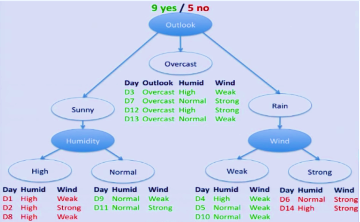 9 yes / 5 no
Outlook
Overcast
Day Outlook Humid Wind
D3 Overcast High Weak
D7 Overcast Normal Strong
D12 Overcast High Strong
D13 Overcast Normal Weak
Sunny
Rain
Humidity
Wind
High
Normal
Weak
Strong
Day Humid Wind
D1 High Weak
D2 High Strong
D8 High Weak
Day Humid Wind
D9 Normal Weak
D11 Normal Strong
Day Humid Wind
D4 High Weak
D5 Normal Weak
D10 Normal Weak
Day Humid Wind
D6 Normal Strong
D14 High Strong